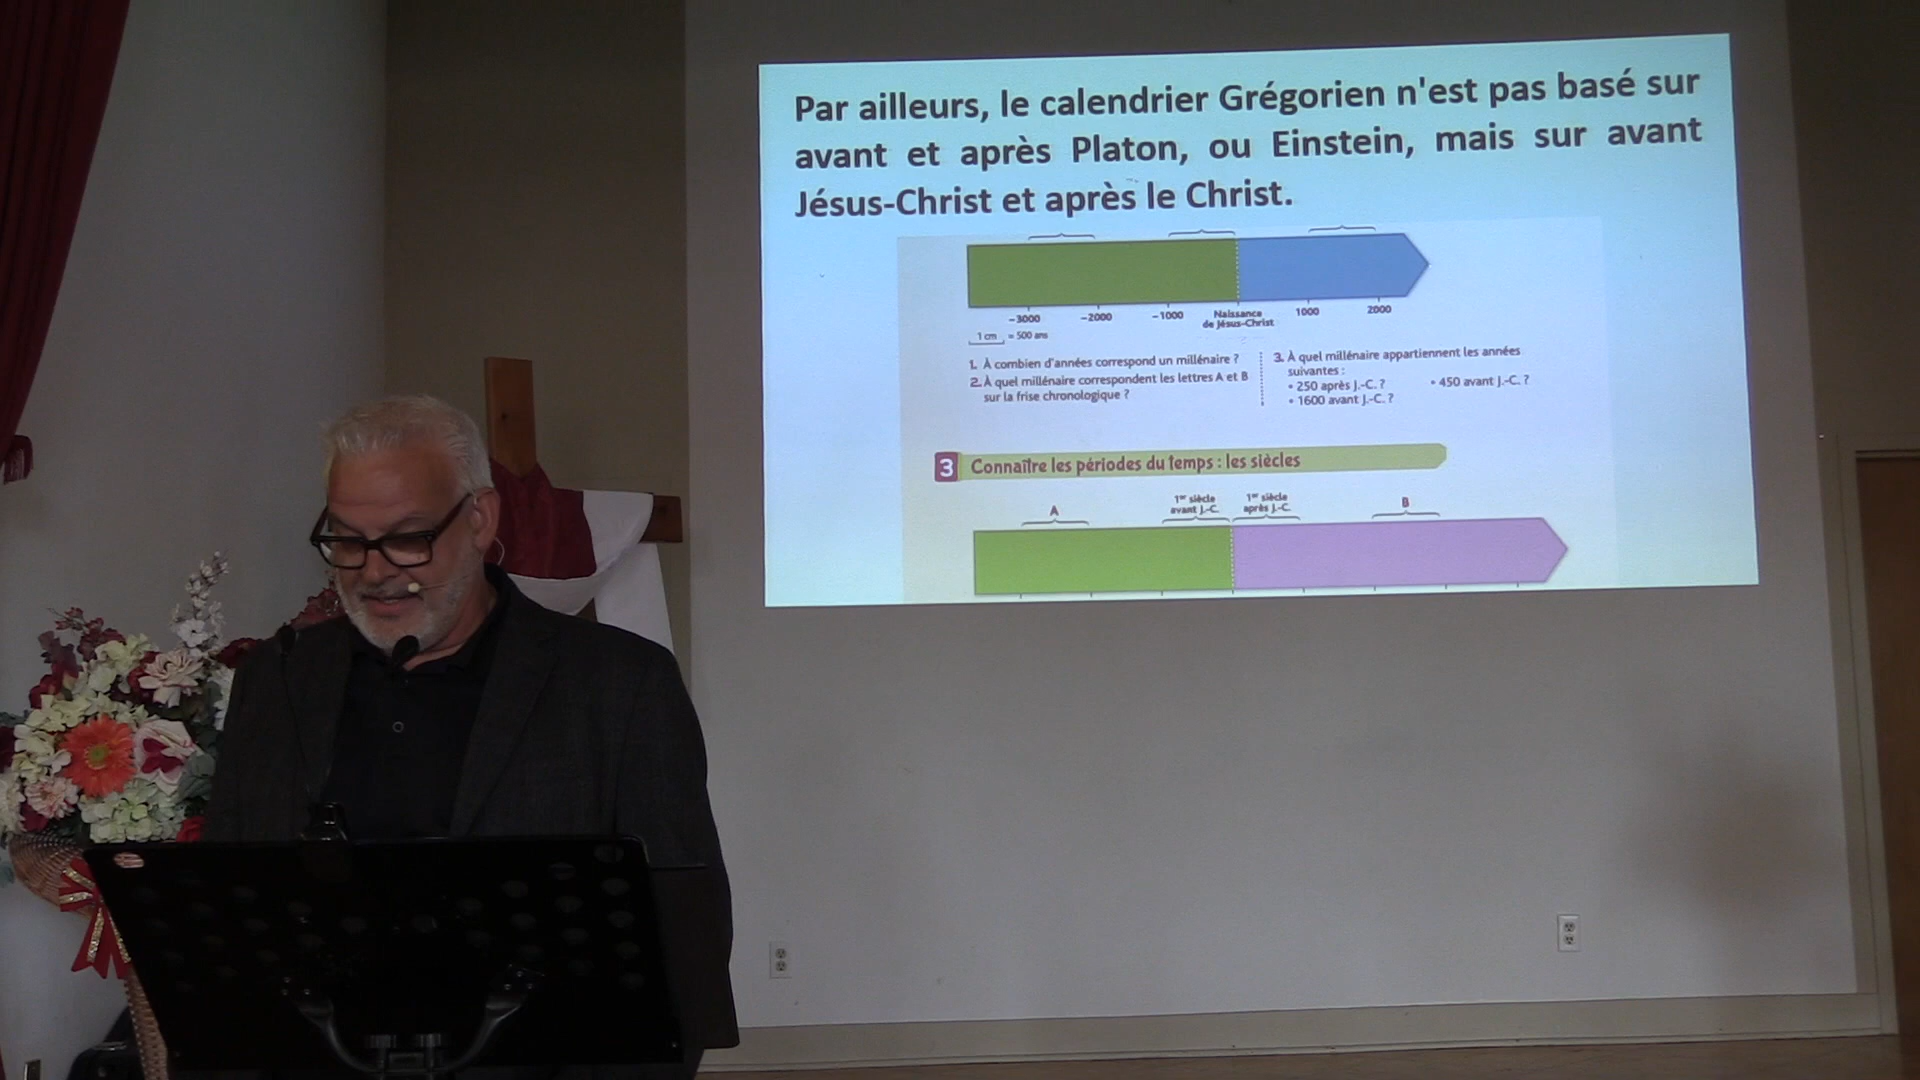 Par ailleurs, le calendrier Grégorien n'est pas basé sur
avant et après Platon, ou Einstein, mais sur avant
Jésus-Christ et après le Christ.
-3000 -2000 -1000 Naissance de Jésus-Christ 1000 2000
1 cm = 500 ans
1. À combien d'années correspond un millénaire ?
2. À quel millénaire correspondent les lettres A et B
sur la frise chronologique ?
3. À quel millénaire appartiennent les années
suivantes :
• 250 après J.-C. ? • 450 avant J.-C. ?
• 1600 avant J.-C. ?
3 Connaître les périodes du temps : les siècles
A
1er siècle
avant J.-C.
1er siècle
après J.-C.
B